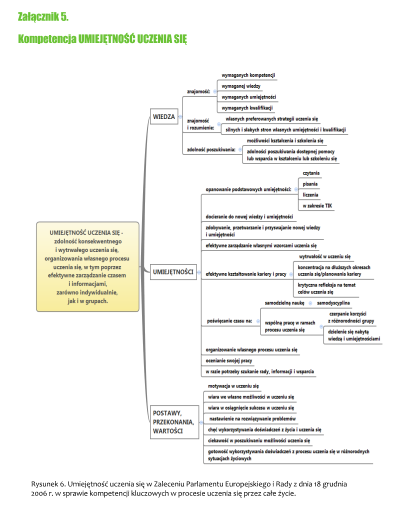 Załącznik 5.
Kompetencja UMIEJĘTNOŚĆ UCZENIA SIĘ
UMIEJĘTNOŚĆ UCZENIA SIĘ -
zdolność konsekwentnego
i wytrwałego uczenia się,
organizowania własnego procesu
uczenia się, w tym poprzez
efektywne zarządzanie czasem
i informacjami,
zarówno indywidualnie,
jak i w grupach.
WIEDZA
znajomość:
wymaganych kompetencji
wymaganej wiedzy
wymaganych umiejętności
wymaganych kwalifikacji
znajomość
i rozumienie:
własnych preferowanych strategii uczenia się
silnych i słabych stron własnych umiejętności i kwalifikacji
zdolność poszukiwania:
możliwości kształcenia i szkolenia się
zdolności poszukiwania dostępnej pomocy
lub wsparcia w kształceniu lub szkoleniu się
UMIEJĘTNOŚCI
opanowanie podstawowych umiejętności:
czytania
pisania
liczenia
w zakresie TIK
docieranie do nowej wiedzy i umiejętności
zdobywanie, przetwarzanie i przyswajanie nowej wiedzy
i umiejętności
efektywne zarządzanie własnymi wzorcami uczenia się
efektywne kształtowanie kariery i pracy
wytrwałość w uczeniu się
koncentracja na dłuższych okresach
uczenia się/planowania kariery
krytyczna refleksja na temat
celów uczenia się
poświęcanie czasu na:
samodzielną naukę
samodyscyplina
wspólną pracę w ramach
procesu uczenia się
czerpanie korzyści
z różnorodności grupy
dzielenie się nabytą
wiedzą i umiejętnościami
organizowanie własnego procesu uczenia się
ocenianie swojej pracy
w razie potrzeby szukanie rady, informacji i wsparcia
POSTAWY,
PRZEKONANIA,
WARTOŚCI
motywacja w uczeniu się
wiara we własne możliwości w uczeniu się
wiara w osiągnięcie sukcesu w uczeniu się
nastawienie na rozwiązywanie problemów
chęć wykorzystywania doświadczeń z życia i uczenia się
ciekawość w poszukiwaniu możliwości uczenia się
gotowość wykorzystywania doświadczeń z procesu uczenia się w różnorodnych
sytuacjach życiowych
Rysunek 6. Umiejętność uczenia się w Zaleceniu Parlamentu Europejskiego i Rady z dnia 18 grudnia
2006 r. w sprawie kompetencji kluczowych w procesie uczenia się przez całe życie.